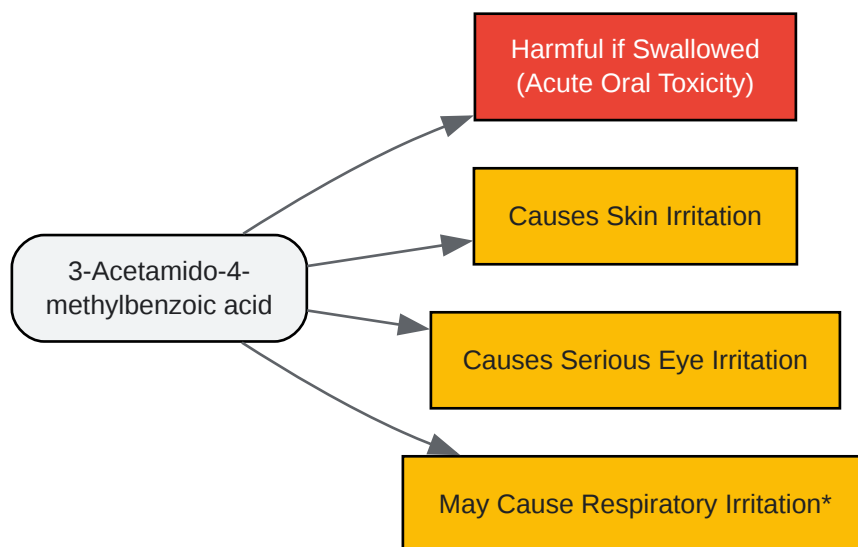 Harmful if Swallowed
(Acute Oral Toxicity)
Causes Skin Irritation
3-Acetamido-4-
methylbenzoic acid
Causes Serious Eye Irritation
May Cause Respiratory Irritation*